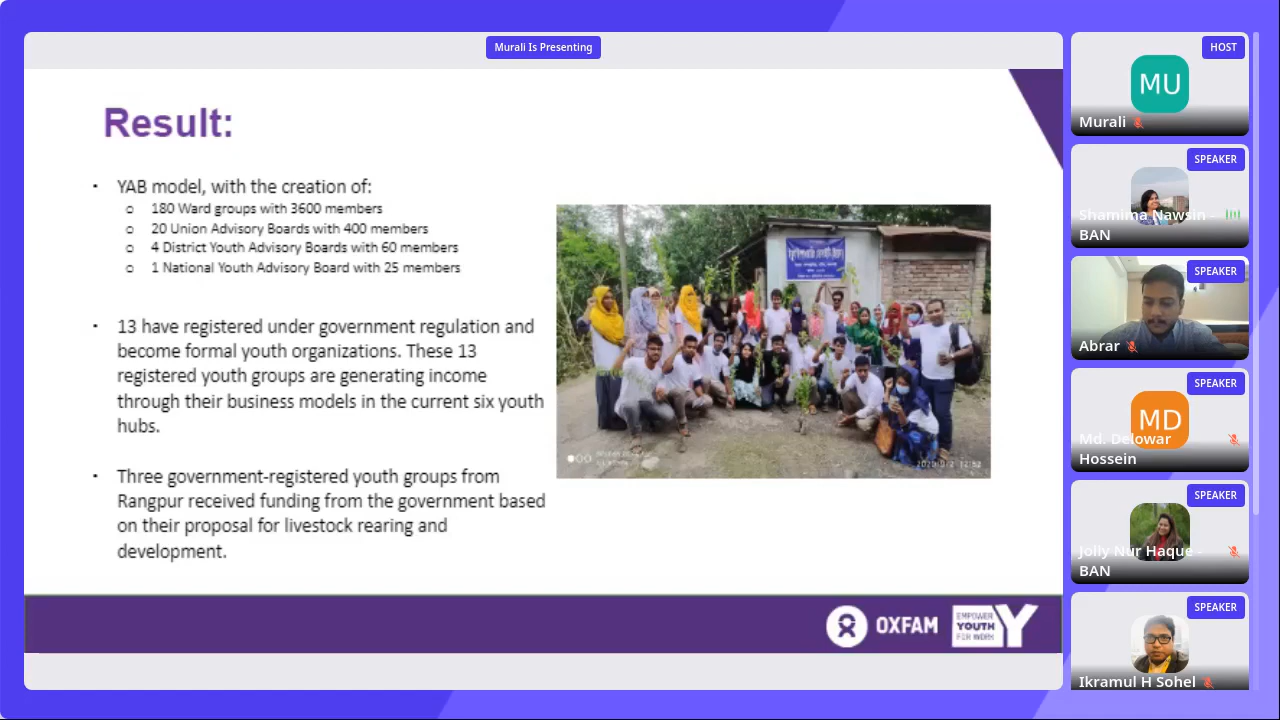 Murali Is Presenting
Result:
• YAB model, with the creation of:
o 180 Ward groups with 3600 members
o 20 Union Advisory Boards with 400 members
o 4 District Youth Advisory Boards with 60 members
o 1 National Youth Advisory Board with 25 members
• 13 have registered under government regulation and
become formal youth organizations. These 13
registered youth groups are generating income
through their business models in the current six youth
hubs.
• Three government-registered youth groups from
Rangpur received funding from the government based
on their proposal for livestock rearing and
development.
2020/9/2 12:52
OXFAM
EMPOWER
YOUTH
FOR WORK
Y
HOST
MU
Murali
SPEAKER
Shamima Nawsin -
BAN
SPEAKER
Abrar
SPEAKER
MD
Md. Delowar
Hossein
SPEAKER
Jolly Nur Haque -
BAN
SPEAKER
Ikramul H Sohel